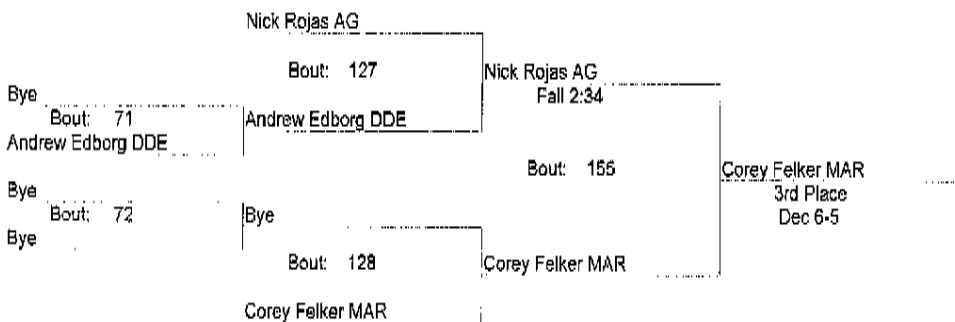 Nick Rojas AG
Bout: 127
Nick Rojas AG
Fall 2:34
Bye
Bout: 71
Andrew Edborg DDE
Andrew Edborg DDE
Bout: 155
Corey Felker MAR
3rd Place
Dec 6-5
Bye
Bout: 72
Bye
Bye
Bout: 128
Corey Felker MAR
Corey Felker MAR